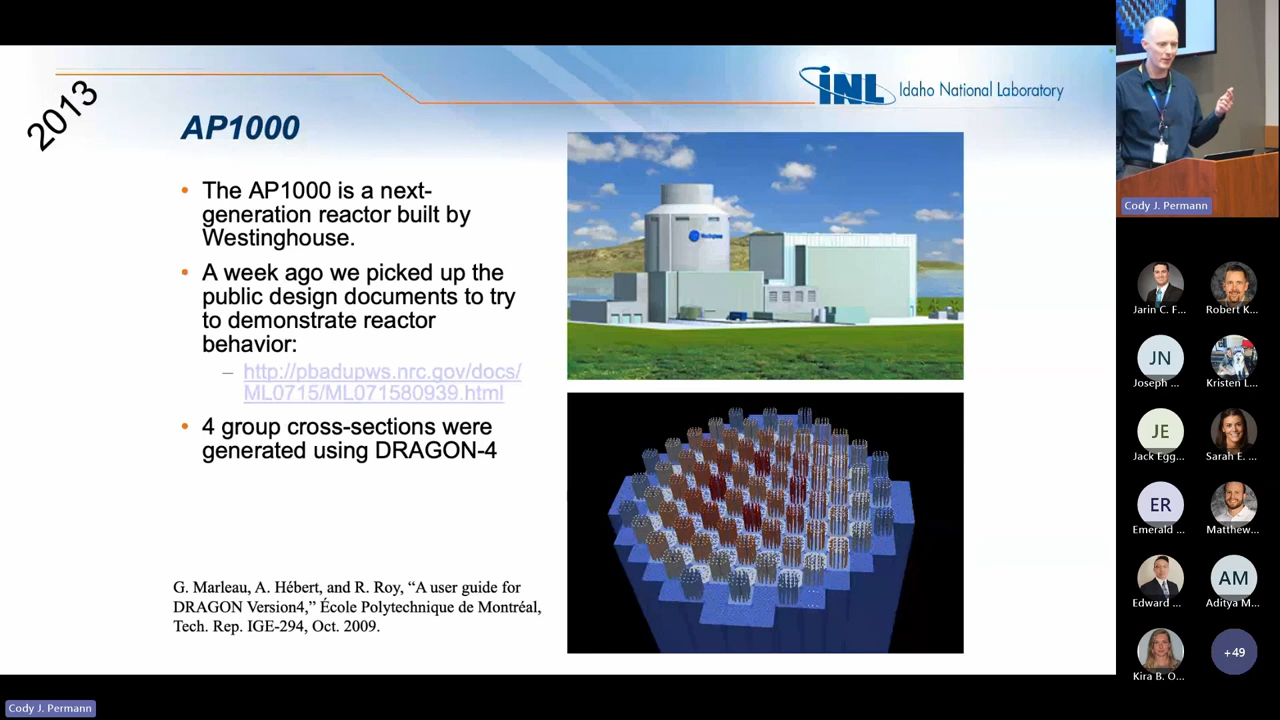 2013
INL Idaho National Laboratory
AP1000
• The AP1000 is a next-
generation reactor built by
Westinghouse.
• A week ago we picked up the
public design documents to try
to demonstrate reactor
behavior:
– http://pbadupws.nrc.gov/docs/
ML0715/ML071580939.html
• 4 group cross-sections were
generated using DRAGON-4
G. Marleau, A. Hébert, and R. Roy, “A user guide for
DRAGON Version4,” École Polytechnique de Montréal,
Tech. Rep. IGE-294, Oct. 2009.
Westinghouse
Cody J. Permann
Jarin C. F...
Robert K...
JN
Joseph ...
Kristen L...
JE
Jack Egg...
Sarah E. ...
ER
Emerald ...
Matthew...
Edward ...
AM
Aditya M...
Kira B. O...
+49
Cody J. Permann